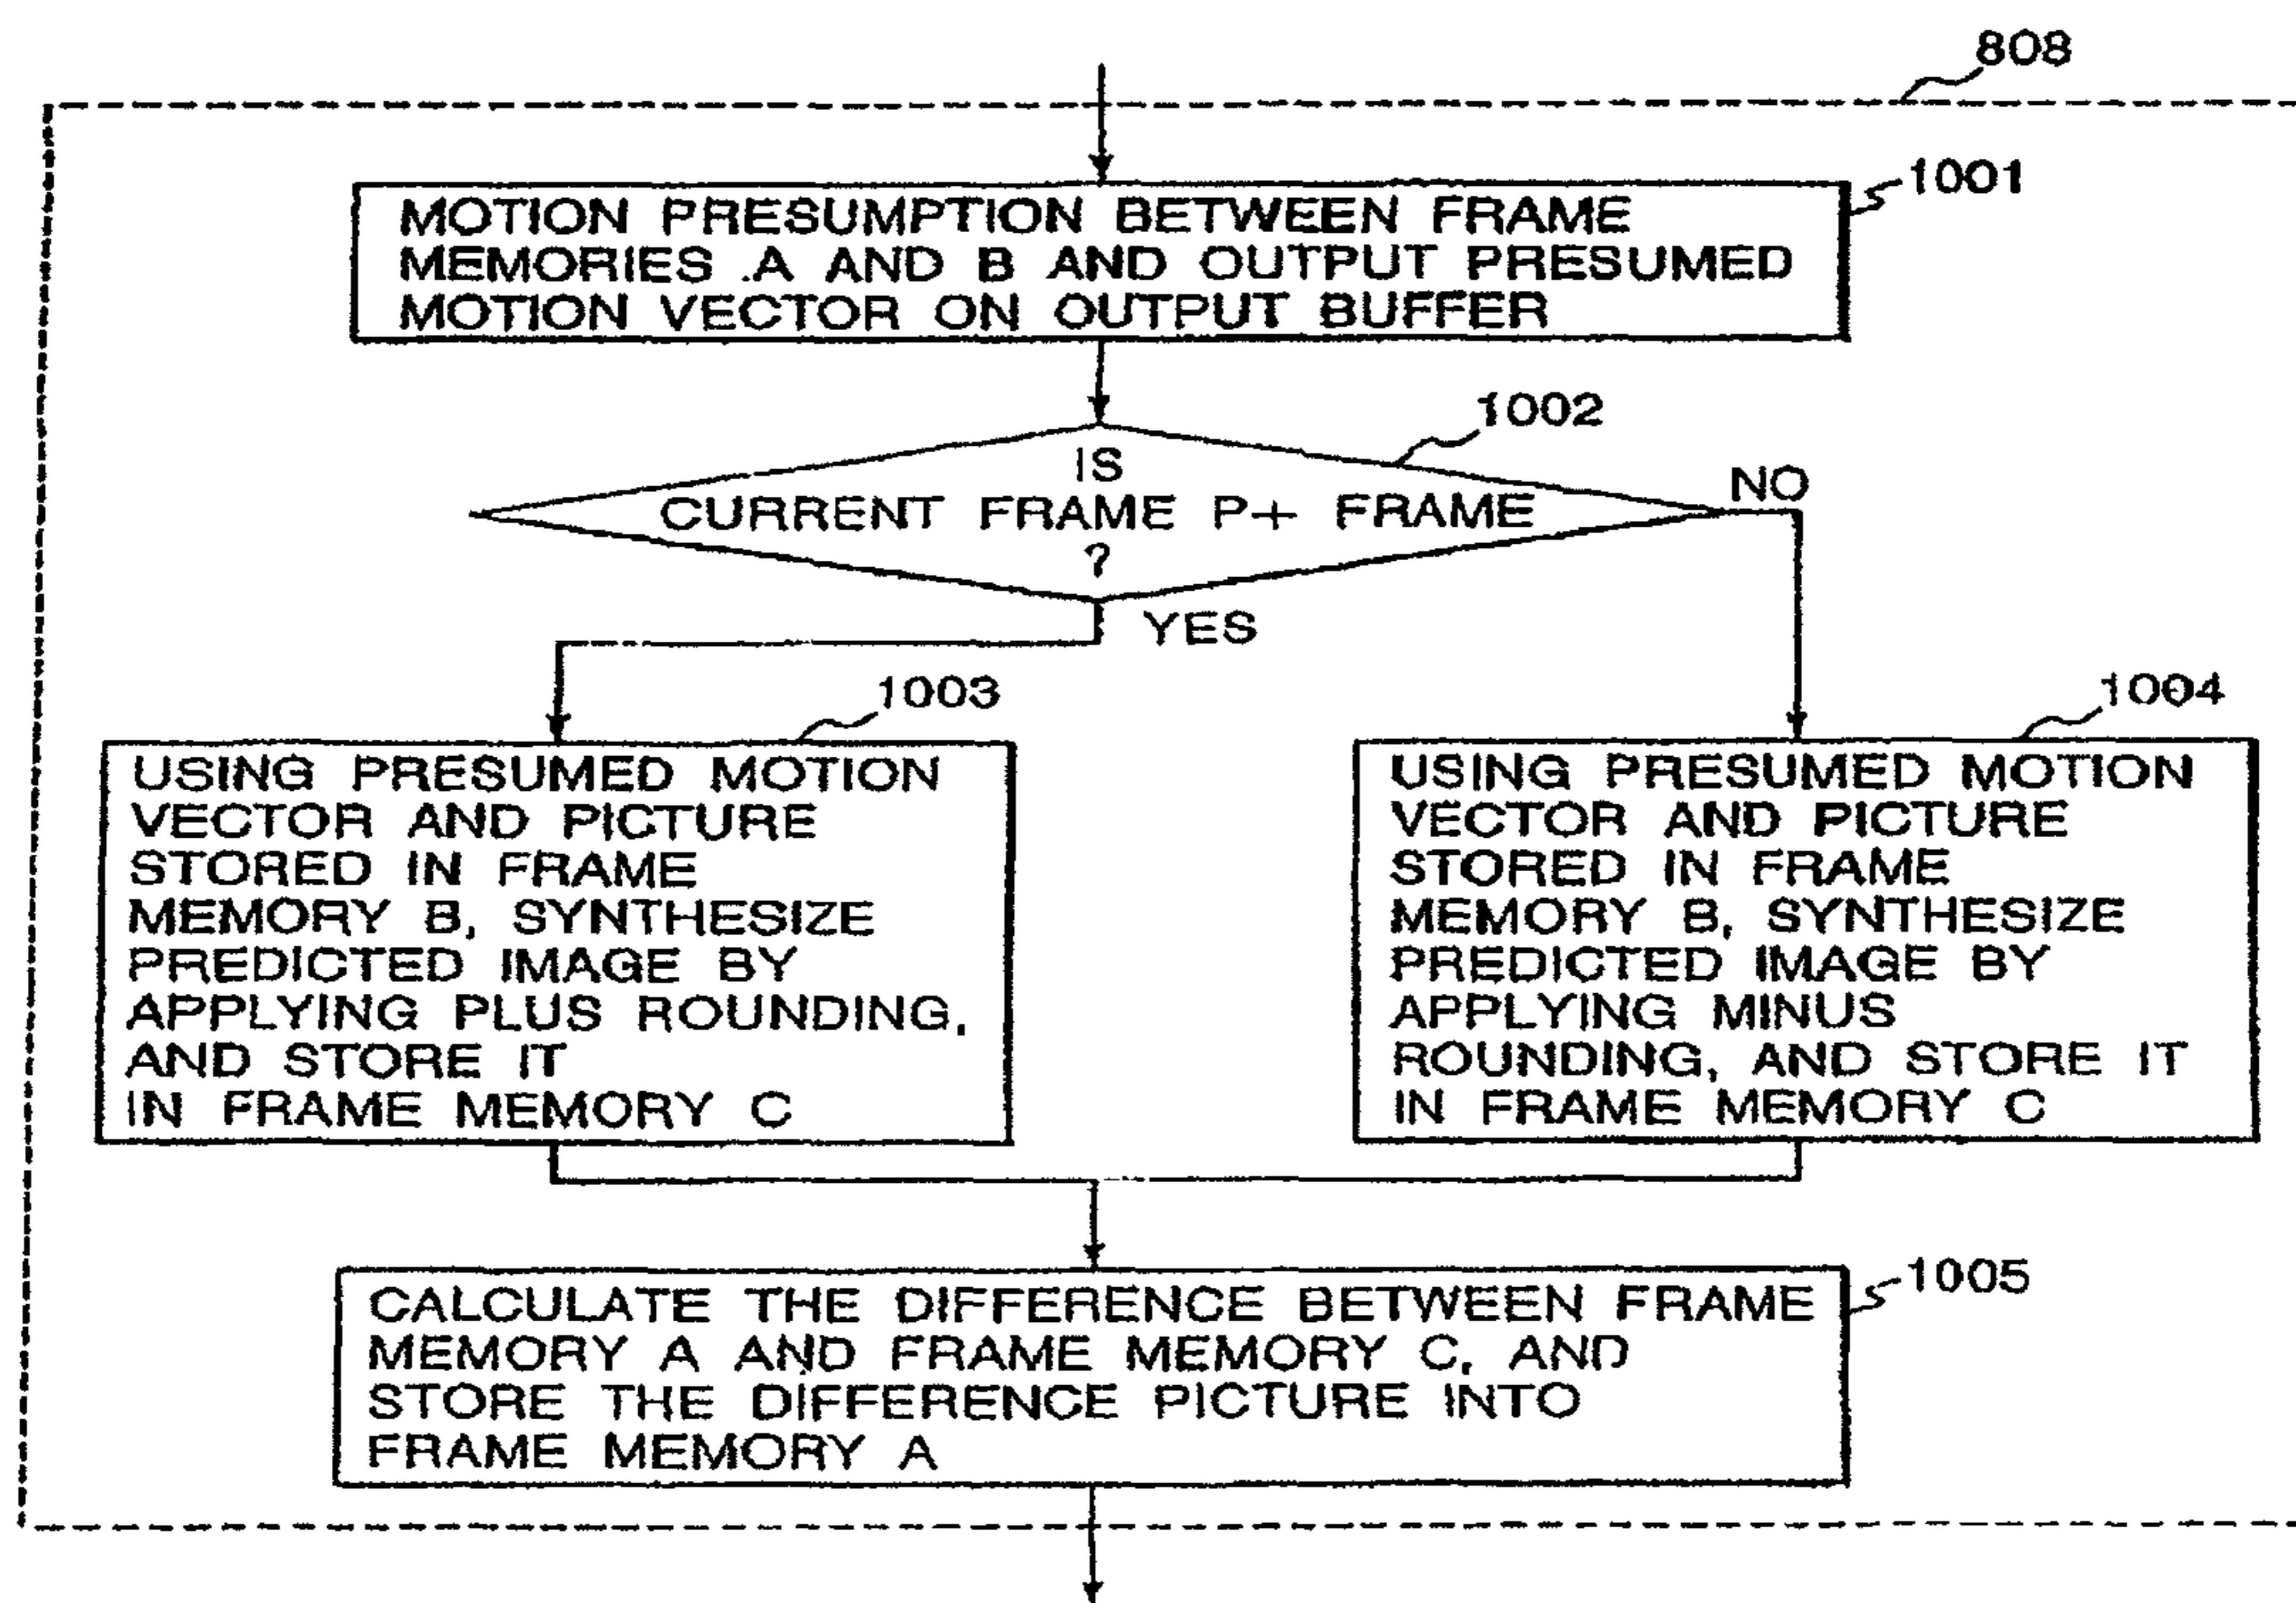 808
1001
MOTION PRESUMPTION BETWEEN FRAME
MEMORIES A AND B AND OUTPUT PRESUMED
MOTION VECTOR ON OUTPUT BUFFER
1002
IS
CURRENT FRAME P+ FRAME
?
NO
YES
1003
USING PRESUMED MOTION
VECTOR AND PICTURE
STORED IN FRAME
MEMORY B, SYNTHESIZE
PREDICTED IMAGE BY
APPLYING PLUS ROUNDING,
AND STORE IT
IN FRAME MEMORY C
1004
USING PRESUMED MOTION
VECTOR AND PICTURE
STORED IN FRAME
MEMORY B, SYNTHESIZE
PREDICTED IMAGE BY
APPLYING MINUS
ROUNDING, AND STORE IT
IN FRAME MEMORY C
1005
CALCULATE THE DIFFERENCE BETWEEN FRAME
MEMORY A AND FRAME MEMORY C, AND
STORE THE DIFFERENCE PICTURE INTO
FRAME MEMORY A